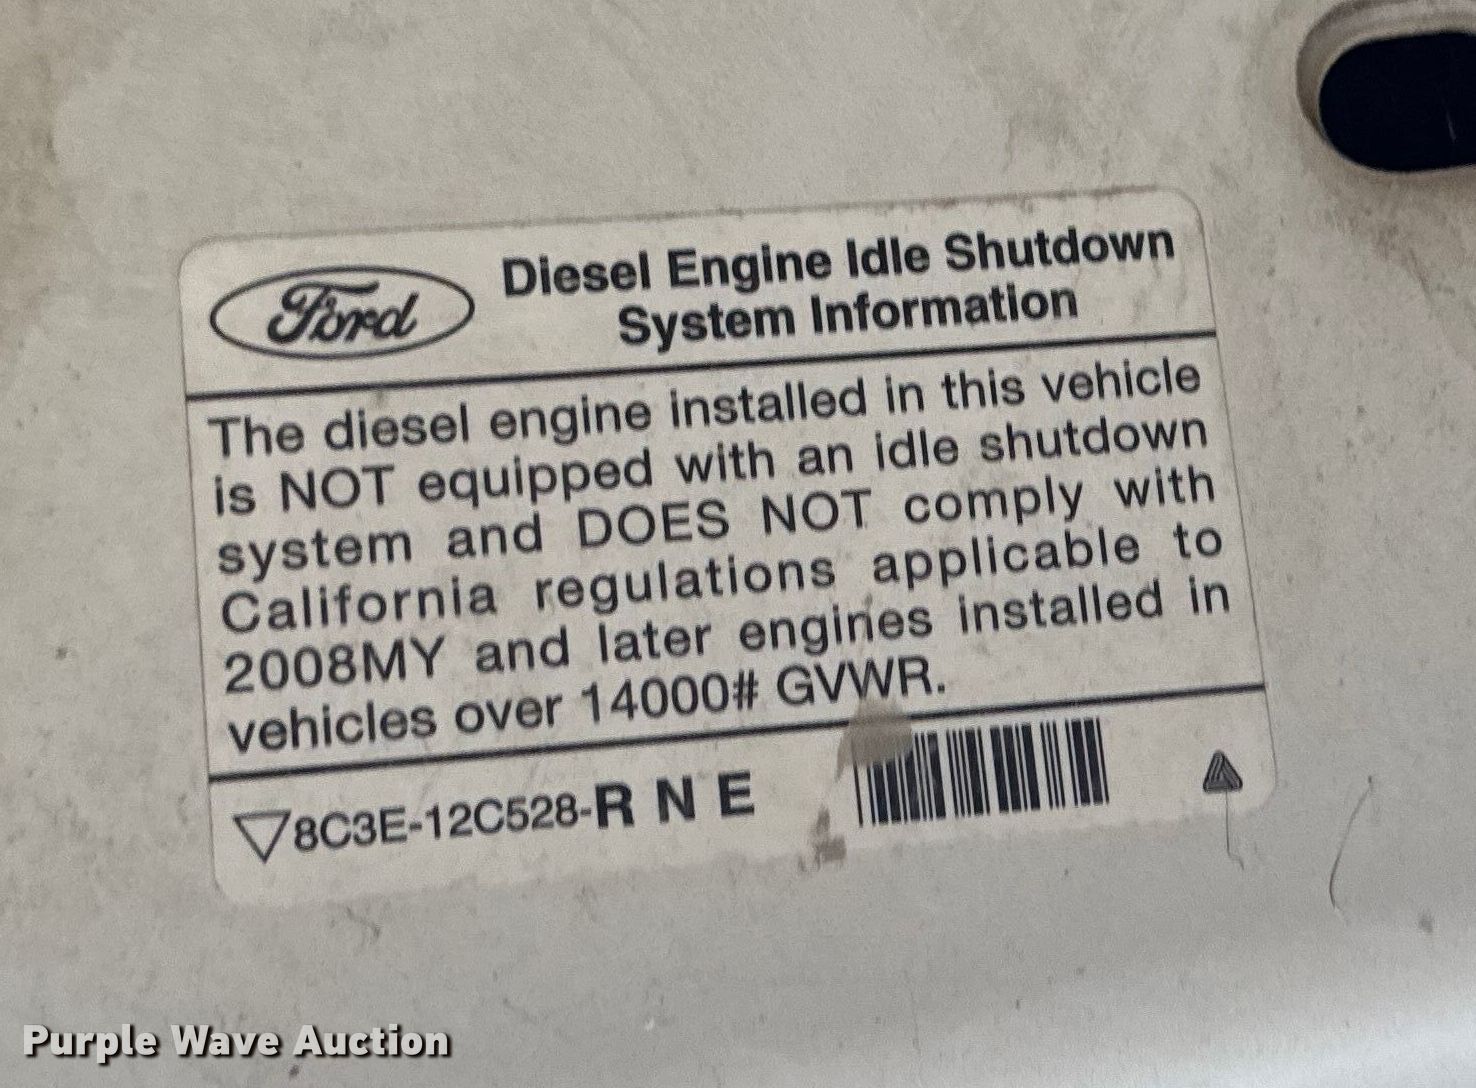 Ford
Diesel Engine Idle Shutdown
System Information
The diesel engine installed in this vehicle
is NOT equipped with an idle shutdown
system and DOES NOT comply with
California regulations applicable to
2008MY and later engines installed in
vehicles over 14000# GVWR.
8C3E-12C528-R N E
Purple Wave Auction